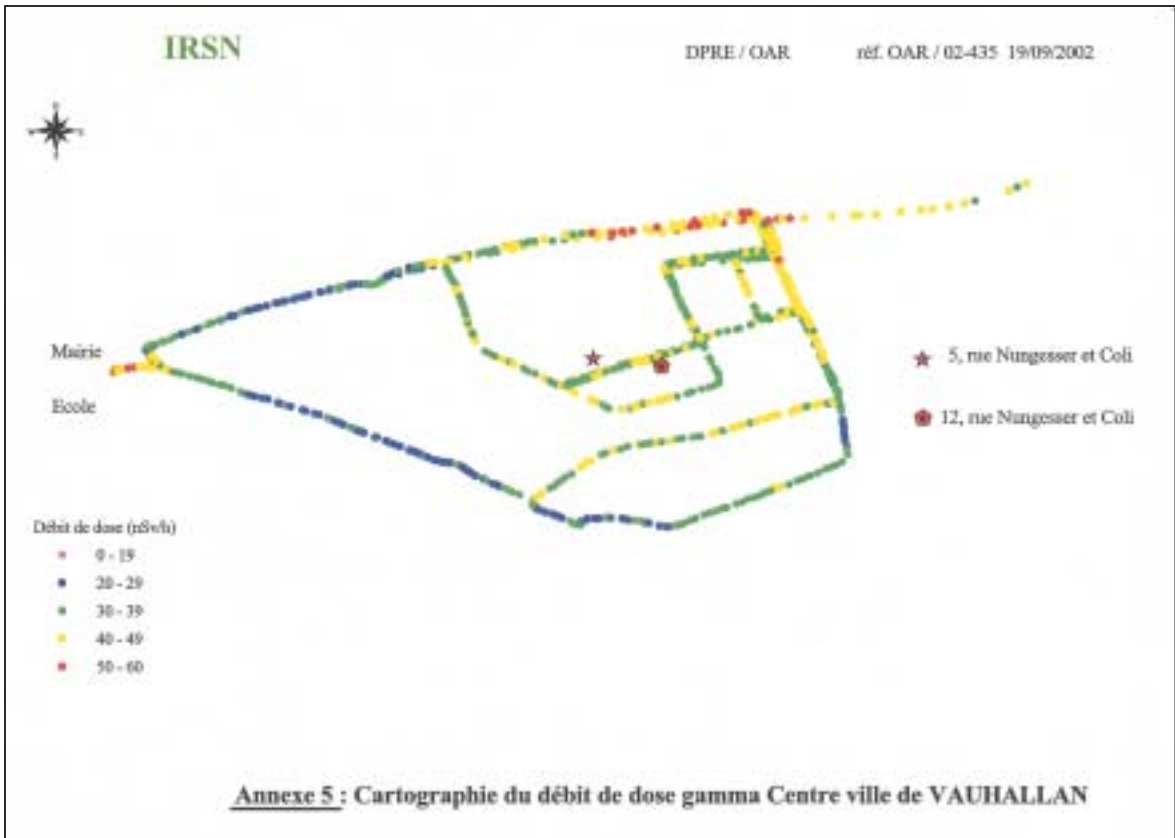 IRSN
DPRE / OAR réf. OAR / 02-435 19/09/2002
Mairie
Ecole
5, rue Nungesser et Coli
12, rue Nungesser et Coli
Débit de dose (nSv/h)
0 - 19
20 - 29
30 - 39
40 - 49
50 - 60
Annexe 5 : Cartographie du débit de dose gamma Centre ville de VAUHALLAN